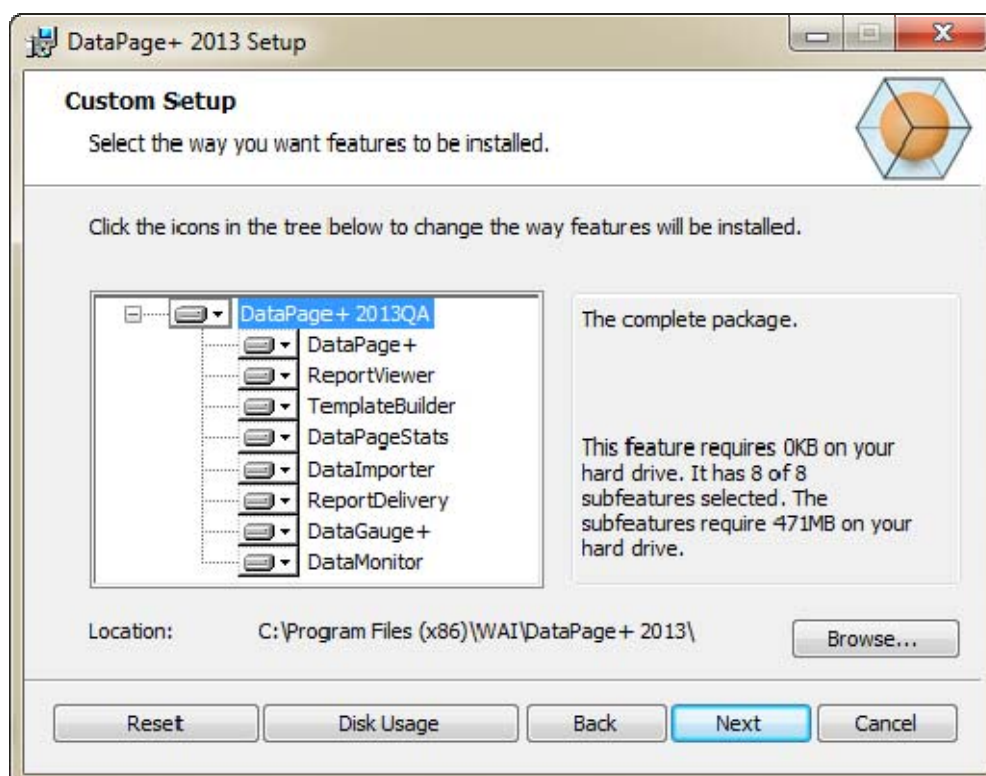 DataPage+ 2013 Setup
Custom Setup
Select the way you want features to be installed.
Click the icons in the tree below to change the way features will be installed.
DataPage+ 2013QA
DataPage+
ReportViewer
TemplateBuilder
DataPageStats
DataImporter
ReportDelivery
DataGauge+
DataMonitor
The complete package.
This feature requires 0KB on your
hard drive. It has 8 of 8
subfeatures selected. The
subfeatures require 471MB on your
hard drive.
Location: C:\Program Files (x86)\WAI\DataPage+ 2013\
Browse...
Reset Disk Usage Back Next Cancel